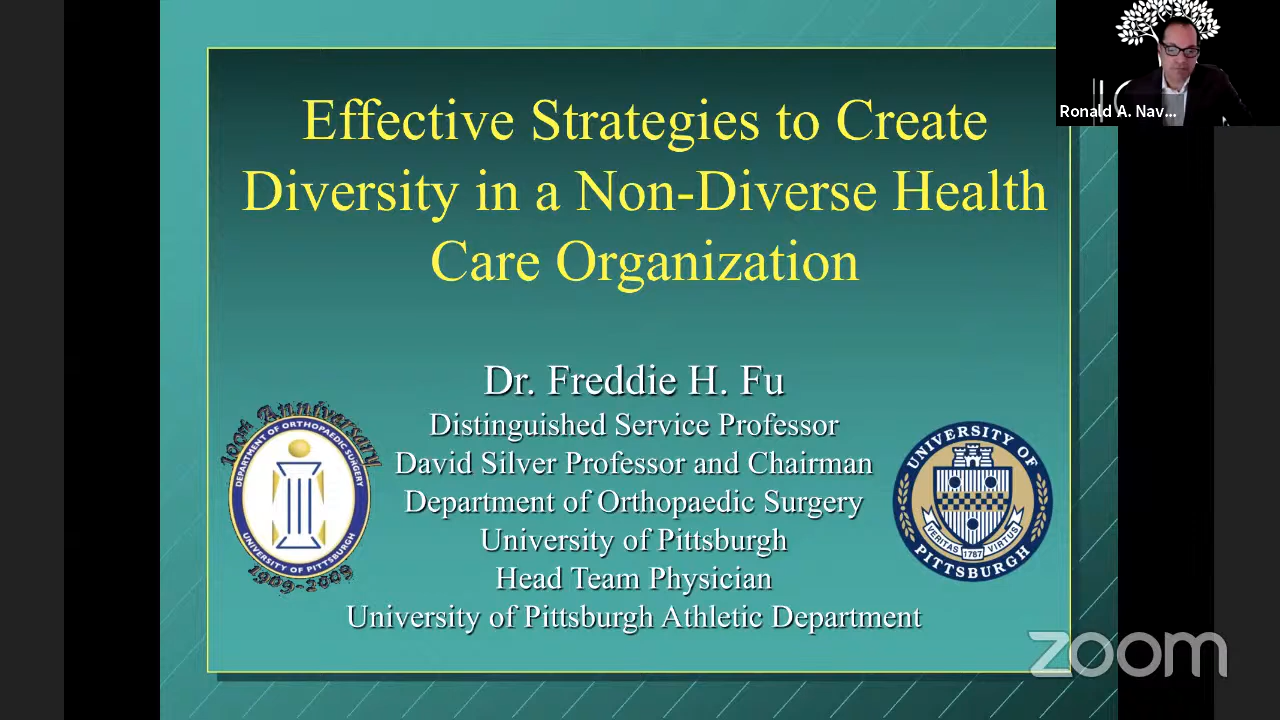 Effective Strategies to Create
Diversity in a Non-Diverse Health
Care Organization
Ronald A. Nav...
Dr. Freddie H. Fu
Distinguished Service Professor
David Silver Professor and Chairman
Department of Orthopaedic Surgery
University of Pittsburgh
Head Team Physician
University of Pittsburgh Athletic Department
100th Anniversary
DEPARTMENT OF ORTHOPAEDIC SURGERY
UNIVERSITY OF PITTSBURGH
1909-2009
UNIVERSITY OF
PITTSBURGH
VERITAS 1787 VIRTUS
zoom